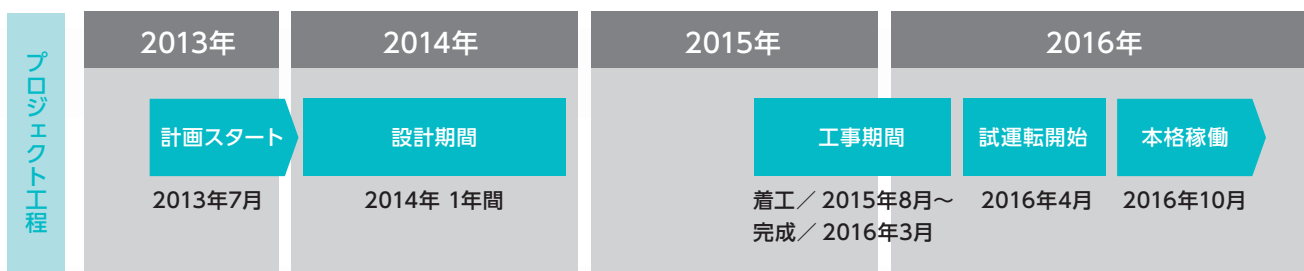 プロジェクト工程
2013年
2014年
2015年
2016年
計画スタート
設計期間
工事期間
試運転開始
本格稼働
2013年7月
2014年 1年間
着工／ 2015年8月～
完成／ 2016年3月
2016年4月
2016年10月